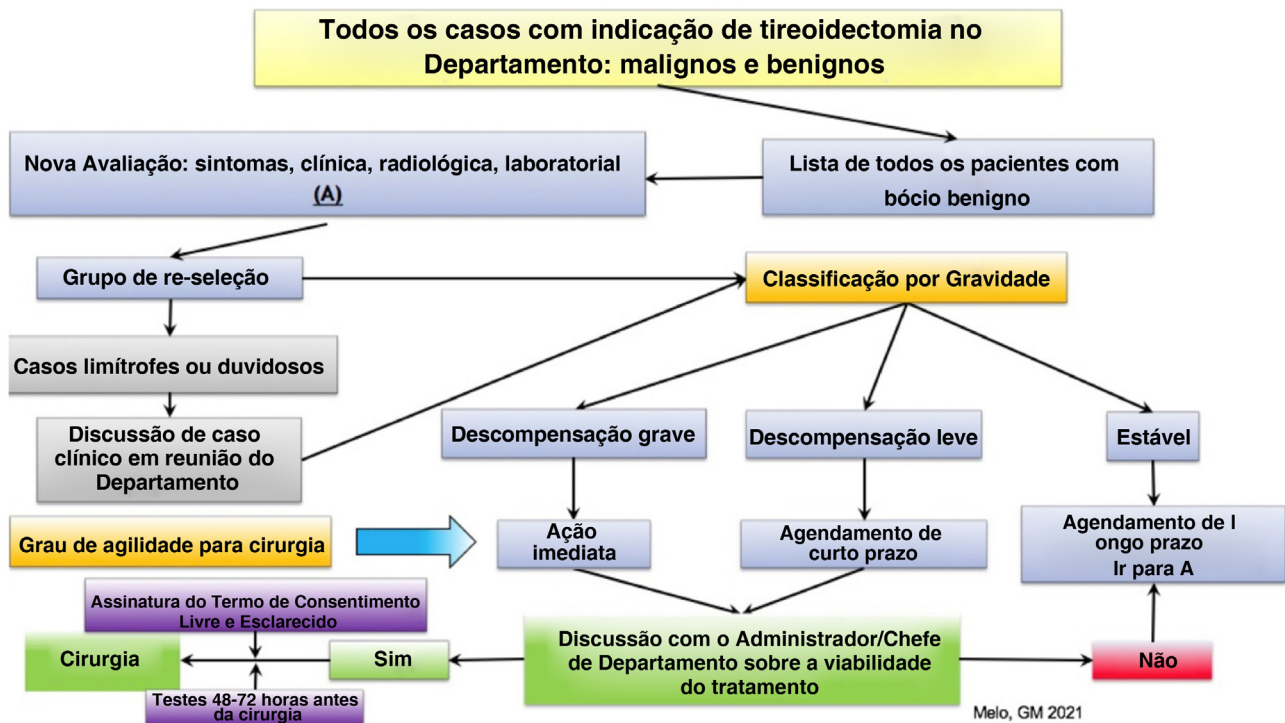 Todos os casos com indicação de tireoidectomia no
Departamento: malignos e benignos
Nova Avaliação: sintomas, clínica, radiológica, laboratorial
(A)
Lista de todos os pacientes com
bócio benigno
Grupo de re-seleção
Classificação por Gravidade
Casos limítrofes ou duvidosos
Discussão de caso
clínico em reunião do
Departamento
Descompensação grave
Descompensação leve
Estável
Grau de agilidade para cirurgia
Ação
imediata
Agendamento de
curto prazo
Agendamento de l
ongo prazo
Ir para A
Assinatura do Termo de Consentimento
Livre e Esclarecido
Cirurgia
Sim
Discussão com o Administrador/Chefe
de Departamento sobre a viabilidade
do tratamento
Não
Testes 48-72 horas antes
da cirurgia
Melo, GM 2021